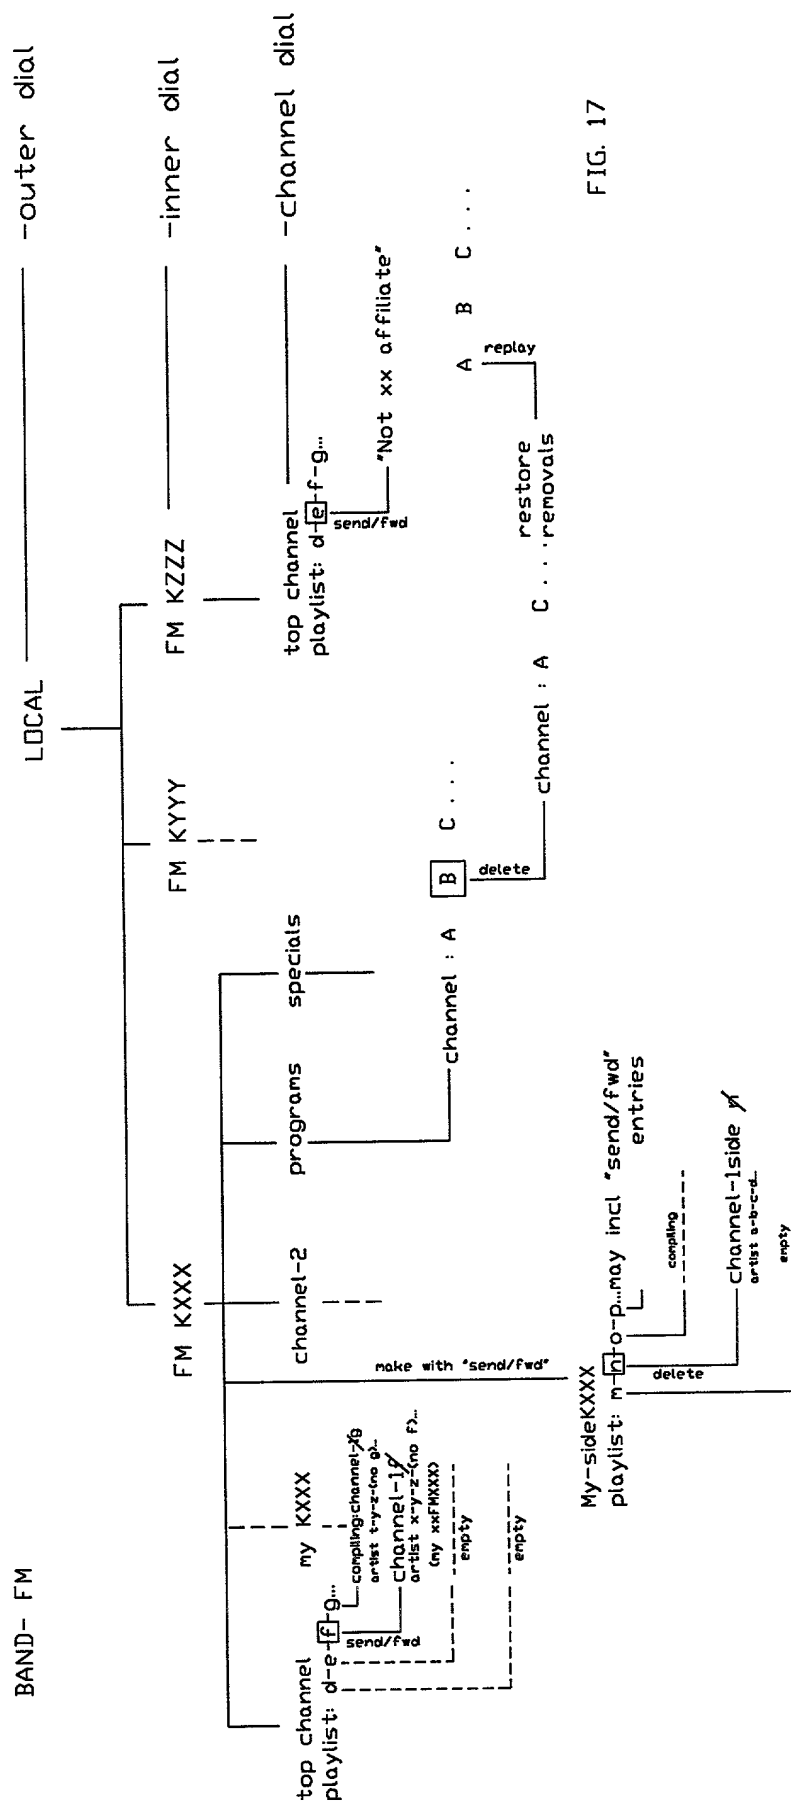 BAND- FM
LOCAL
-outer dial
FM KXXX
FM KYYY
FM KZZZ
-inner dial
top channel
playlist: d-e-f-g...
send/fwd
my KXXX
compiling:channel-
artist t-y-z-(no g)...
channel-1
artist x-y-z-(no f)...
(my xxFMXXX)
empty
empty
make with "send/fwd"
channel-2
programs
specials
top channel
playlist: d-e-f-g...
send/fwd
"Not xx affiliate"
-channel dial
channel : A B C ...
delete
channel : A C ...
restore
removals
replay
A B C ...
My-sideKXXX
playlist: m-n-o-p...may incl "send/fwd"
entries
compiling
delete
channel-1side
artist a-b-c-d...
empty
FIG. 17